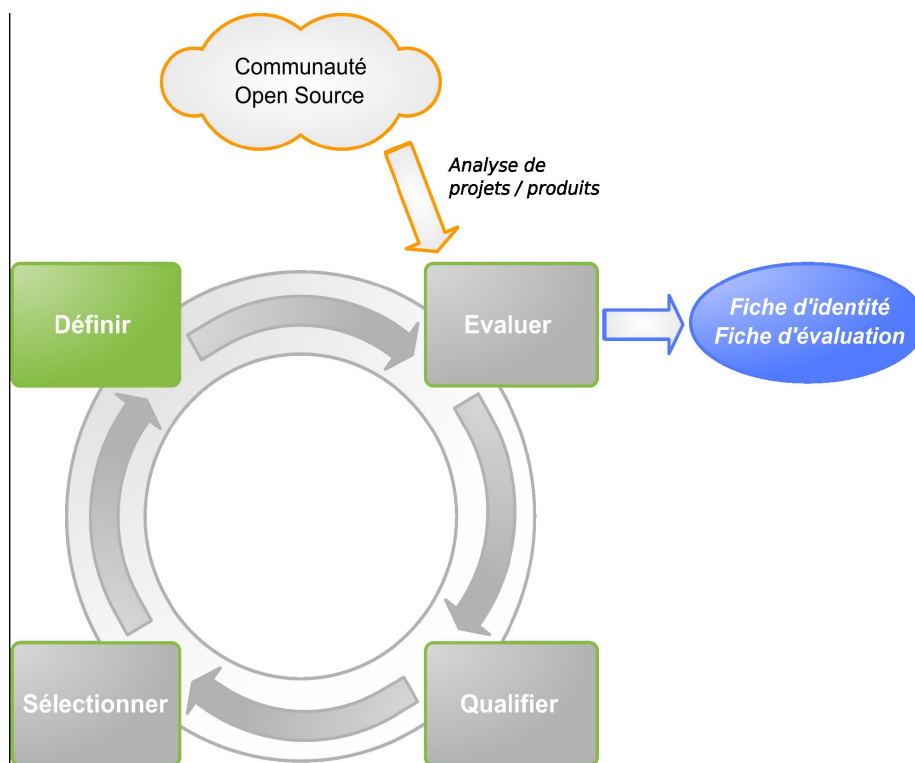 Communauté
Open Source
Analyse de
projets / produits
Définir
Evaluer
Fiche d'identité
Fiche d'évaluation
Sélectionner
Qualifier